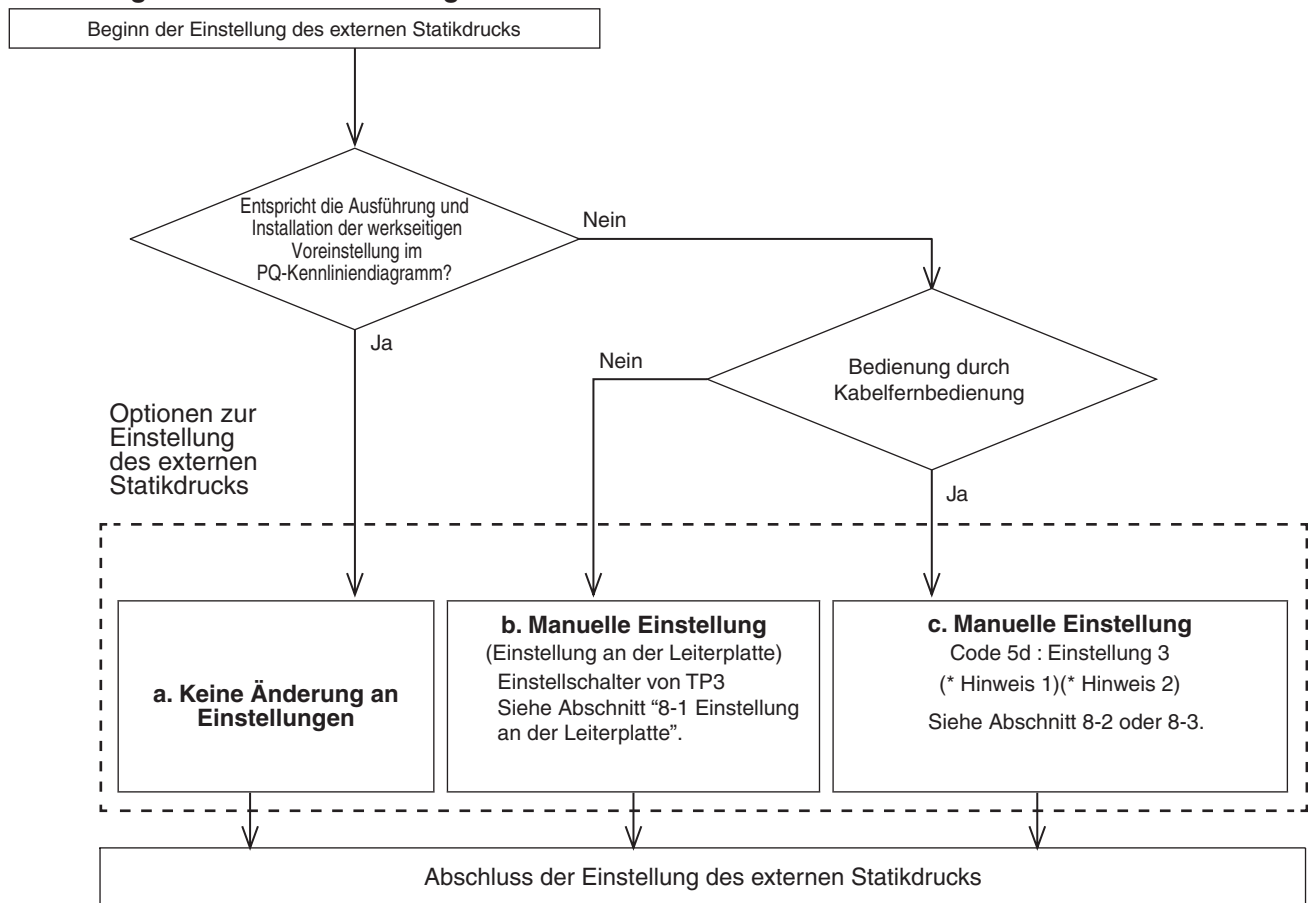 Beginn der Einstellung des externen Statikdrucks
Entspricht die Ausführung und
Installation der werkseitigen
Voreinstellung im
PQ-Kennliniendiagramm?
Nein
Ja
Nein
Bedienung durch
Kabelfernbedienung
Ja
Optionen zur
Einstellung
des externen
Statikdrucks
a. Keine Änderung an
Einstellungen
b. Manuelle Einstellung
(Einstellung an der Leiterplatte)
Einstellschalter von TP3
Siehe Abschnitt “8-1 Einstellung
an der Leiterplatte”.
c. Manuelle Einstellung
Code 5d : Einstellung 3
(* Hinweis 1)(* Hinweis 2)
Siehe Abschnitt 8-2 oder 8-3.
Abschluss der Einstellung des externen Statikdrucks